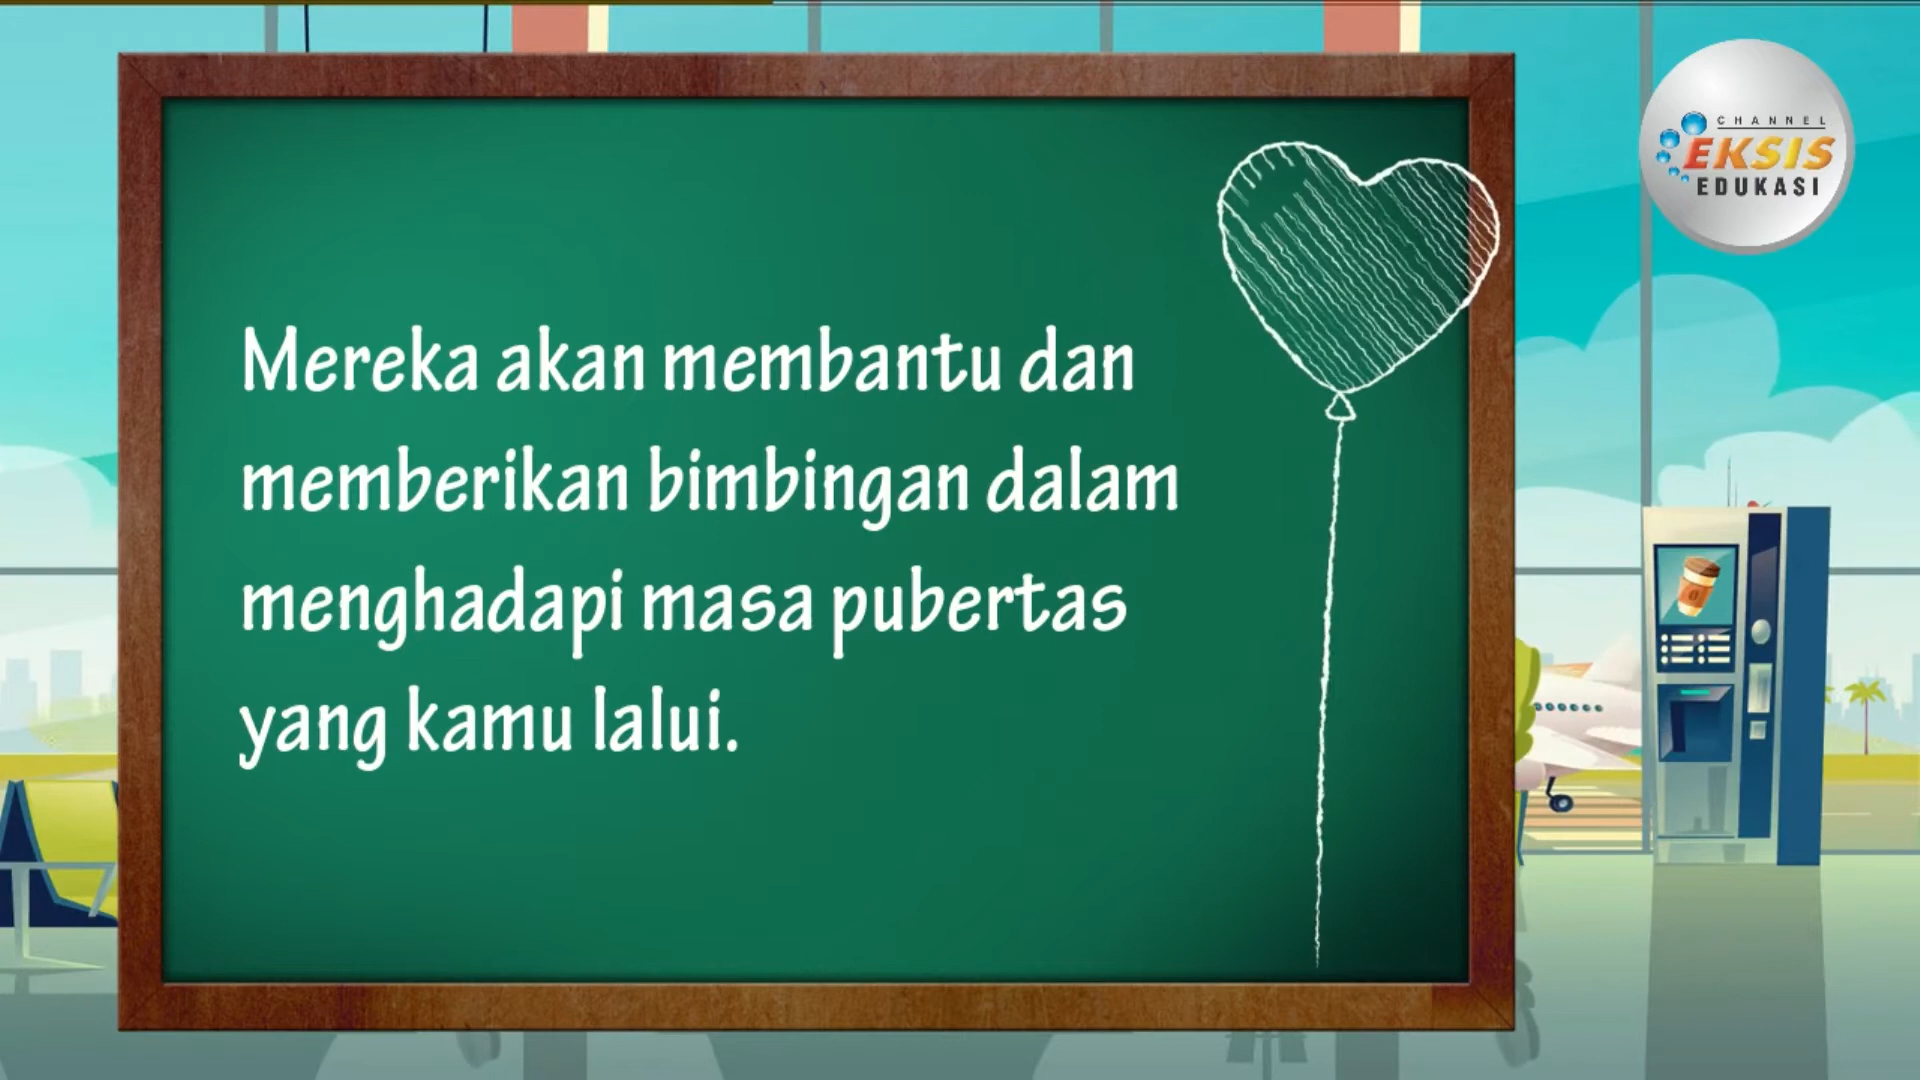 Mereka akan membantu dan
memberikan bimbingan dalam
menghadapi masa pubertas
yang kamu lalui.
CHANNEL
EKSIS
EDUKASI